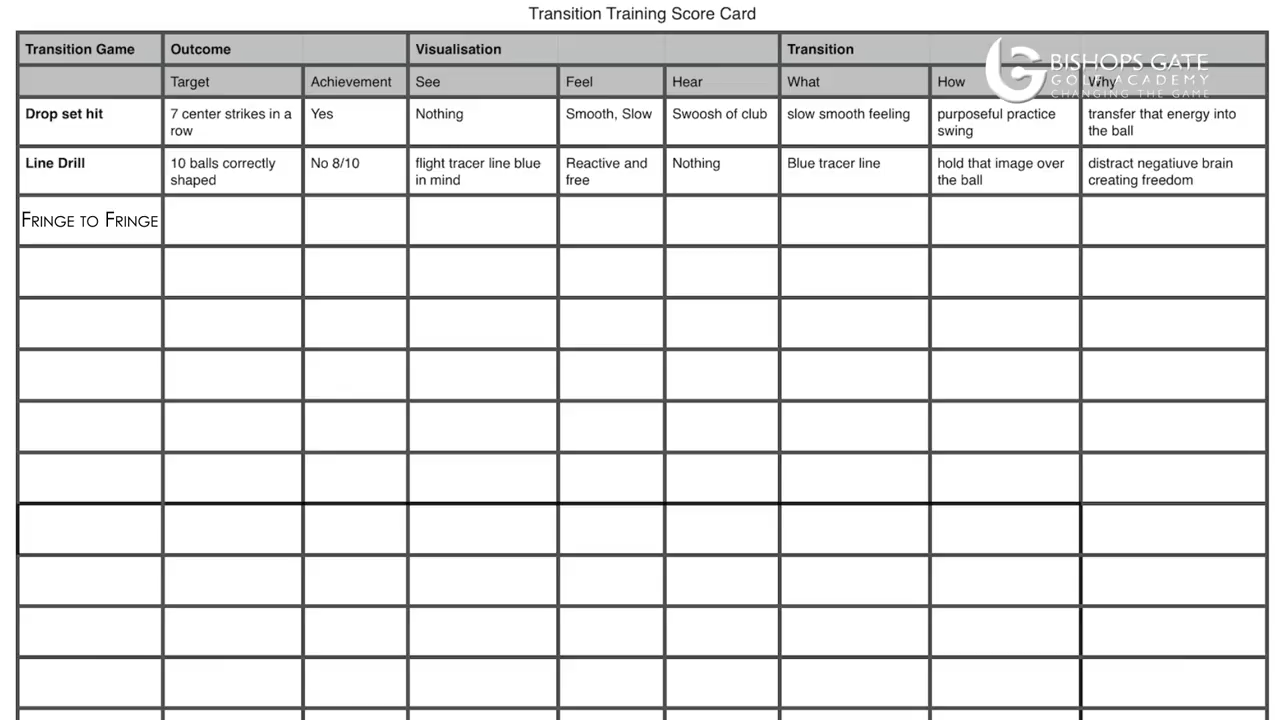 Transition Training Score Card
Transition Game Outcome Visualisation Transition
BISHOPS GATE
GOLF ACADEMY
CHANGING THE GAME
Target Achievement See Feel Hear What How Why
Drop set hit 7 center strikes in a Yes Nothing Smooth, Slow Swoosh of club slow smooth feeling purposeful practice transfer that energy into
row swing the ball
Line Drill 10 balls correctly No 8/10 flight tracer line blue Reactive and Nothing Blue tracer line hold that image over distract negatiuve brain
shaped in mind free the ball creating freedom
FRINGE TO FRINGE